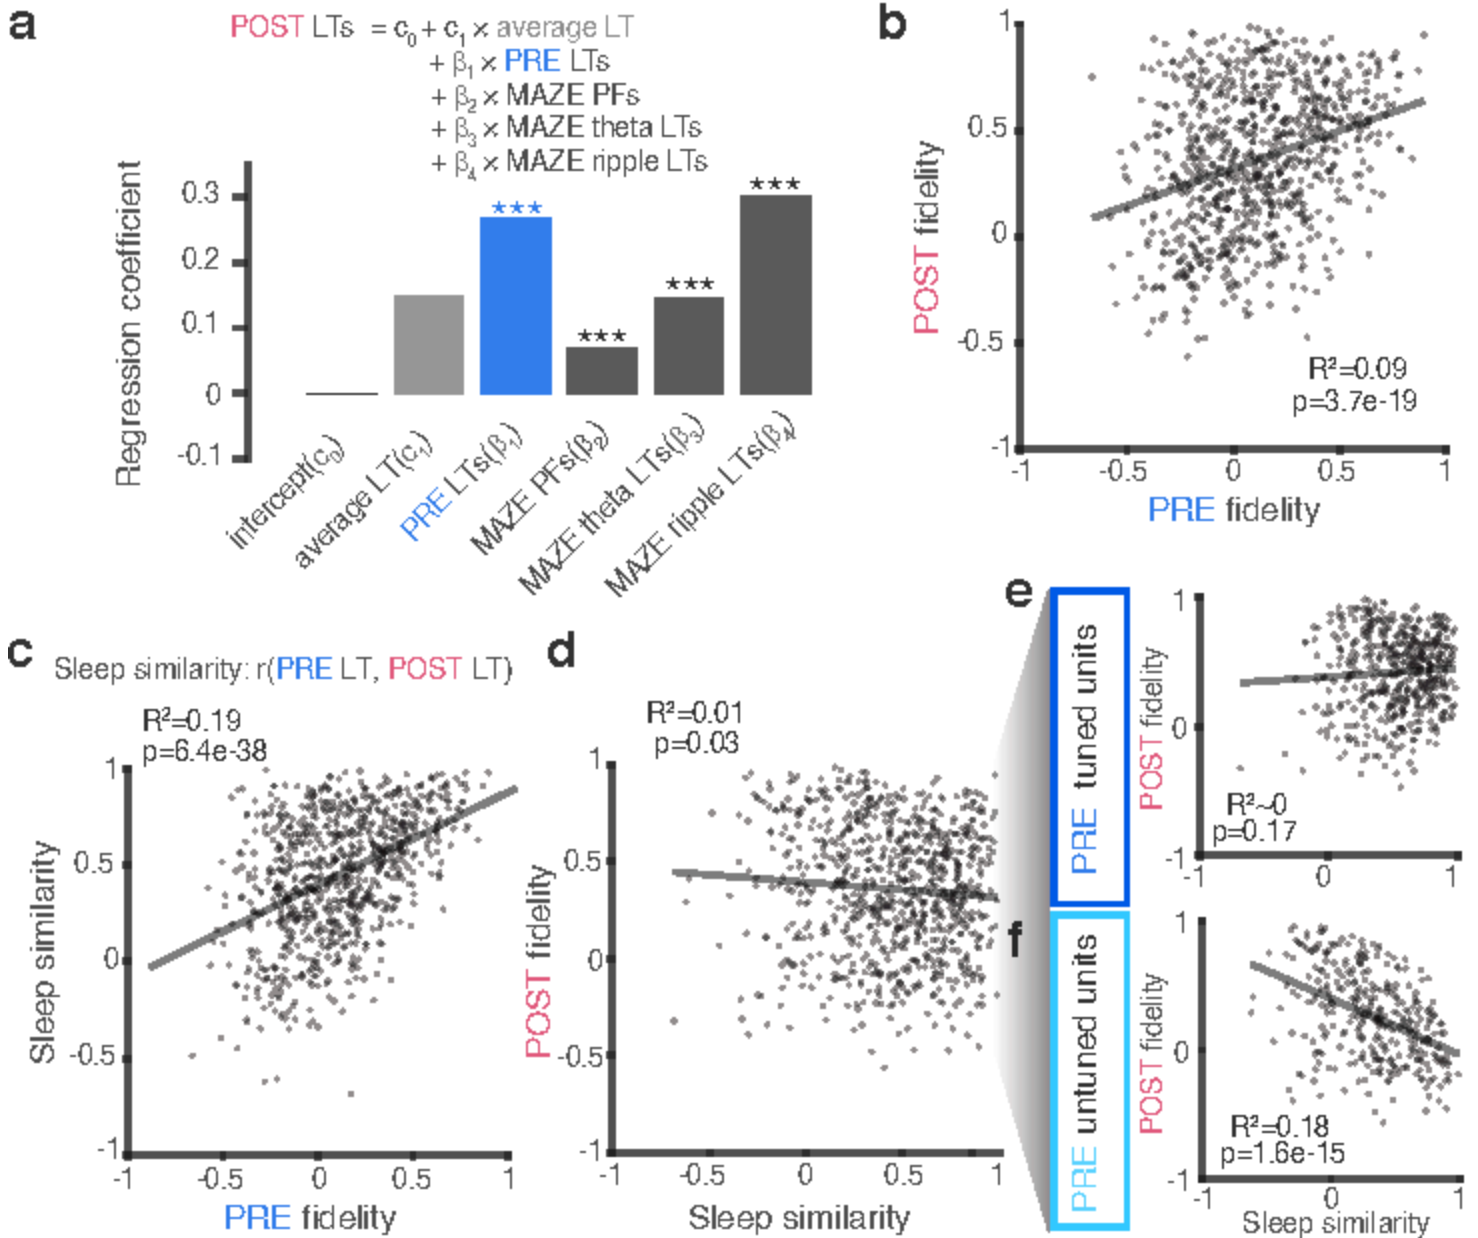 a
POST LTs = c0 + c1 × average LT
+ β1 × PRE LTs
+ β2 × MAZE PFs
+ β3 × MAZE theta LTs
+ β4 × MAZE ripple LTs
Regression coefficient
0.3
0.2
0.1
0
-0.1
***
***
***
***
intercept(c0)
average LT(c1)
PRE LTs(β1)
MAZE PFs(β2)
MAZE theta LTs(β3)
MAZE ripple LTs(β4)
b
POST fidelity
1
0.5
0
-0.5
-1
R²=0.09
p=3.7e-19
-1
-0.5
0
0.5
1
PRE fidelity
c
Sleep similarity: r(PRE LT, POST LT)
R²=0.19
p=6.4e-38
Sleep similarity
1
0.5
0
-0.5
-1
-1
-0.5
0
0.5
1
PRE fidelity
d
R²=0.01
p=0.03
POST fidelity
1
0.5
0
-0.5
-1
-1
-0.5
0
0.5
1
Sleep similarity
e
PRE tuned units
POST fidelity
1
0
-1
R²~0
p=0.17
-1
0
1
f
PRE untuned units
POST fidelity
1
0
-1
R²=0.18
p=1.6e-15
-1
0
1
Sleep similarity